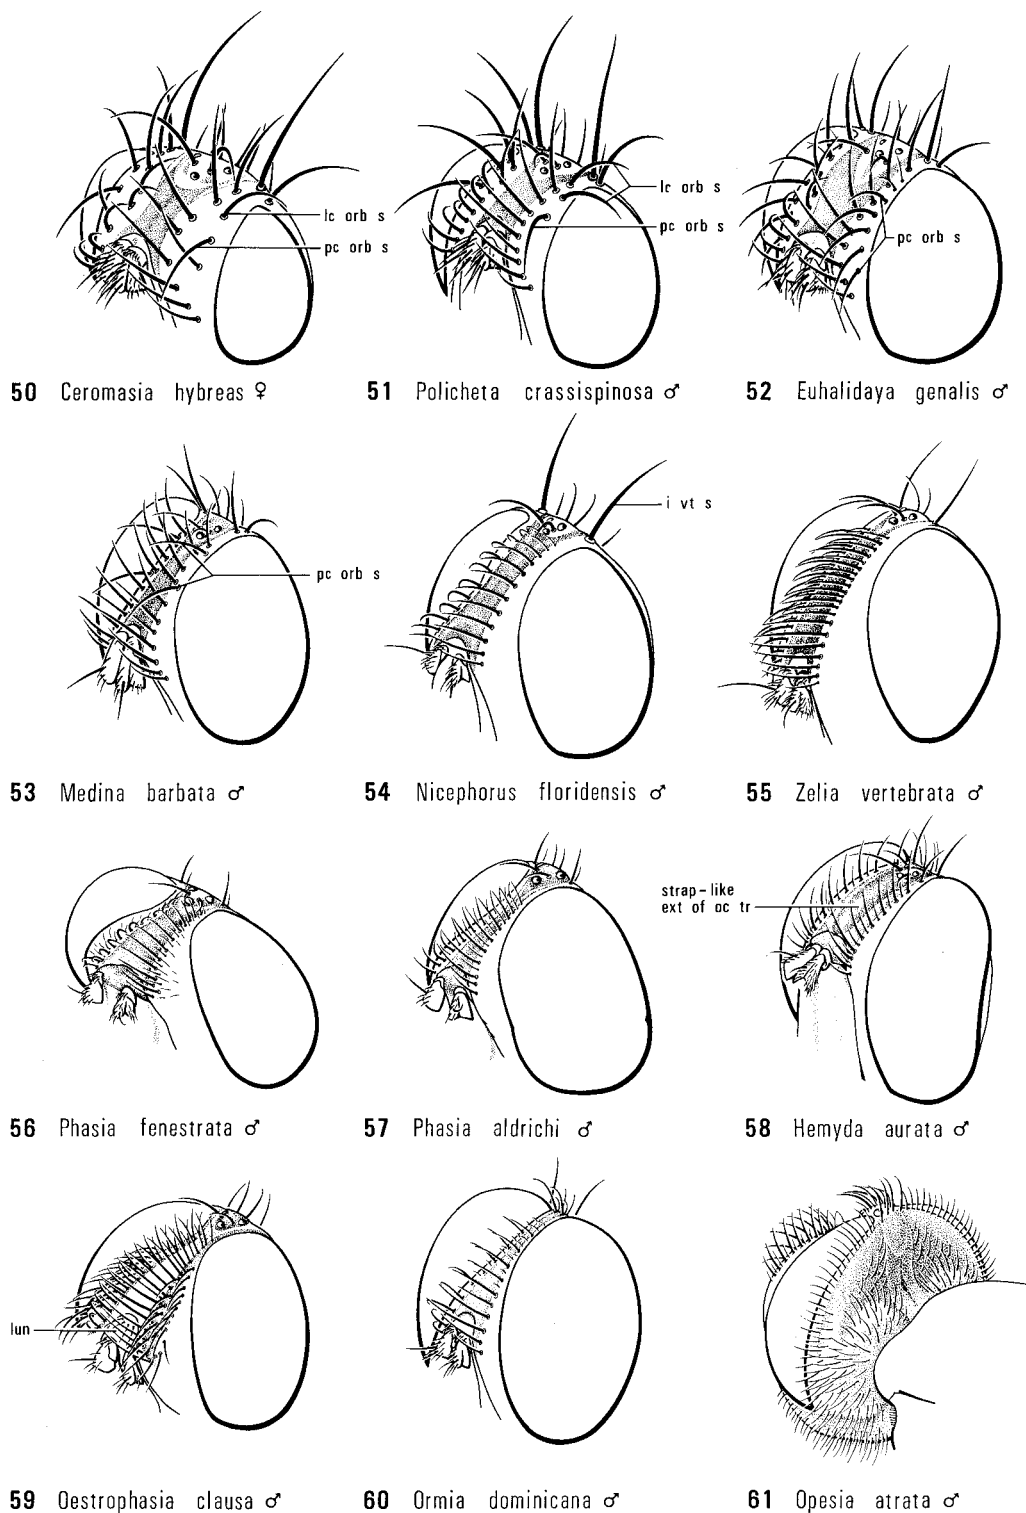 lc orb s
pc orb s
lc orb s
pc orb s
pc orb s
50 Ceromasia hybreas ♀
51 Policheta crassispinosa ♂
52 Euhalidaya genalis ♂
pc orb s
i vt s
53 Medina barbata ♂
54 Nicephorus floridensis ♂
55 Zelia vertebrata ♂
strap-like
ext of oc tr
56 Phasia fenestrata ♂
57 Phasia aldrichi ♂
58 Hemyda aurata ♂
lun
59 Oestrophasia clausa ♂
60 Ormia dominicana ♂
61 Opesia atrata ♂